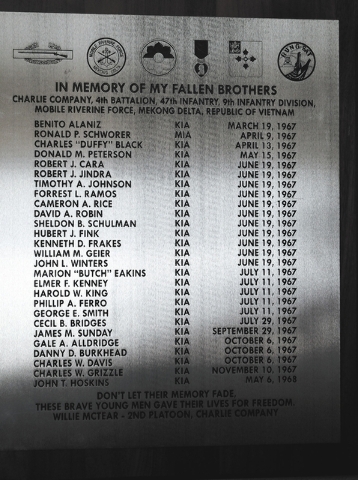 IN MEMORY OF MY FALLEN BROTHERS
CHARLIE COMPANY, 4th BATTALION, 47th INFANTRY, 9th INFANTRY DIVISION,
MOBILE RIVERINE FORCE, MEKONG DELTA, REPUBLIC OF VIETNAM
BENITO ALANIZ KIA MARCH 19, 1967
RONALD P. SCHWORER MIA APRIL 9, 1967
CHARLES "DUFFY" BLACK KIA APRIL 13, 1967
DONALD M. PETERSON KIA MAY 15, 1967
ROBERT J. CARA KIA JUNE 19, 1967
ROBERT J. JINDRA KIA JUNE 19, 1967
TIMOTHY A. JOHNSON KIA JUNE 19, 1967
FORREST L. RAMOS KIA JUNE 19, 1967
CAMERON A. RICE KIA JUNE 19, 1967
DAVID A. ROBIN KIA JUNE 19, 1967
SHELDON B. SCHULMAN KIA JUNE 19, 1967
HUBERT J. FINK KIA JUNE 19, 1967
KENNETH D. FRAKES KIA JUNE 19, 1967
WILLIAM M. GEIER KIA JUNE 19, 1967
JOHN L. WINTERS KIA JUNE 19, 1967
MARION "BUTCH" EAKINS KIA JULY 11, 1967
ELMER F. KENNEY KIA JULY 11, 1967
HAROLD W. KING KIA JULY 11, 1967
PHILLIP A. FERRO KIA JULY 11, 1967
GEORGE E. SMITH KIA JULY 11, 1967
CECIL B. BRIDGES KIA JULY 29, 1967
JAMES M. SUNDAY KIA SEPTEMBER 29, 1967
GALE A. ALLDRIDGE KIA OCTOBER 6, 1967
DANNY D. BURKHEAD KIA OCTOBER 6, 1967
CHARLES W. DAVIS KIA OCTOBER 6, 1967
CHARLES W. GRIZZLE KIA NOVEMBER 10, 1967
JOHN T. HOSKINS KIA MAY 6, 1968
DON'T LET THEIR MEMORY FADE.
THESE BRAVE YOUNG MEN GAVE THEIR LIVES FOR FREEDOM.
WILLIE MCTEAR - 2ND PLATOON, CHARLIE COMPANY